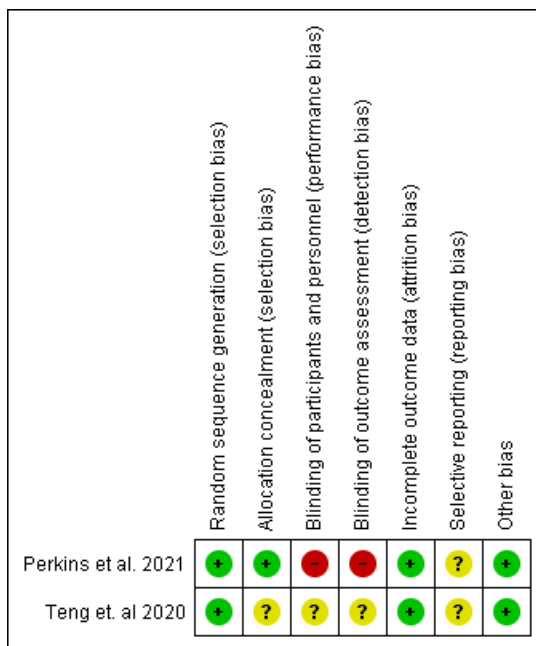 Random sequence generation (selection bias)
Allocation concealment (selection bias)
Blinding of participants and personnel (performance bias)
Blinding of outcome assessment (detection bias)
Incomplete outcome data (attrition bias)
Selective reporting (reporting bias)
Other bias
Perkins et al. 2021 + + - - + ? +
Teng et. al 2020 + ? ? ? + ? +